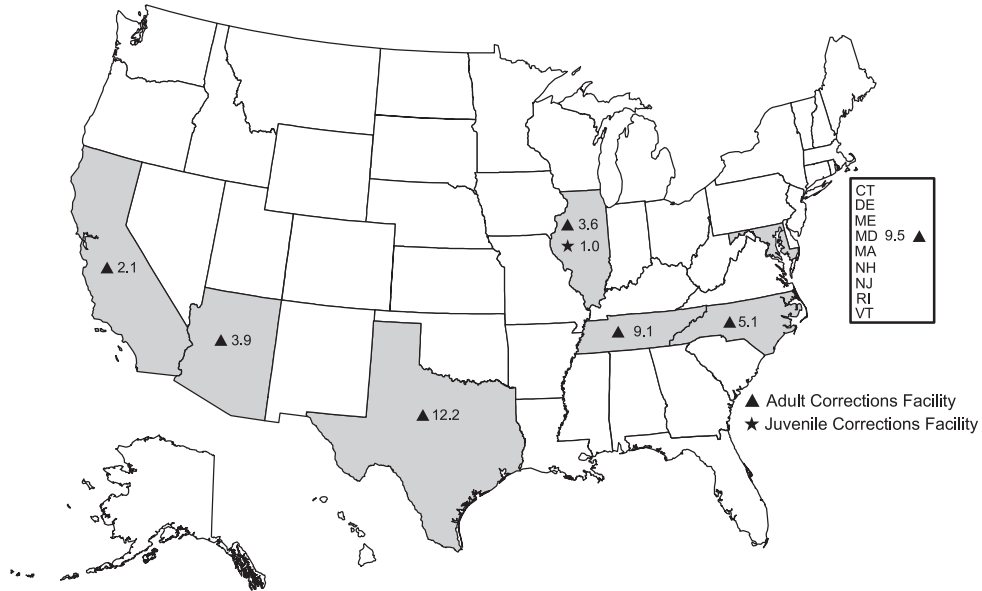 ▲ 3.6
★ 1.0
CT
DE
ME
MD 9.5 ▲
MA
NH
NJ
RI
VT
▲ 2.1
▲ 9.1
▲ 5.1
▲ 3.9
▲ 12.2
▲ Adult Corrections Facility
★ Juvenile Corrections Facility